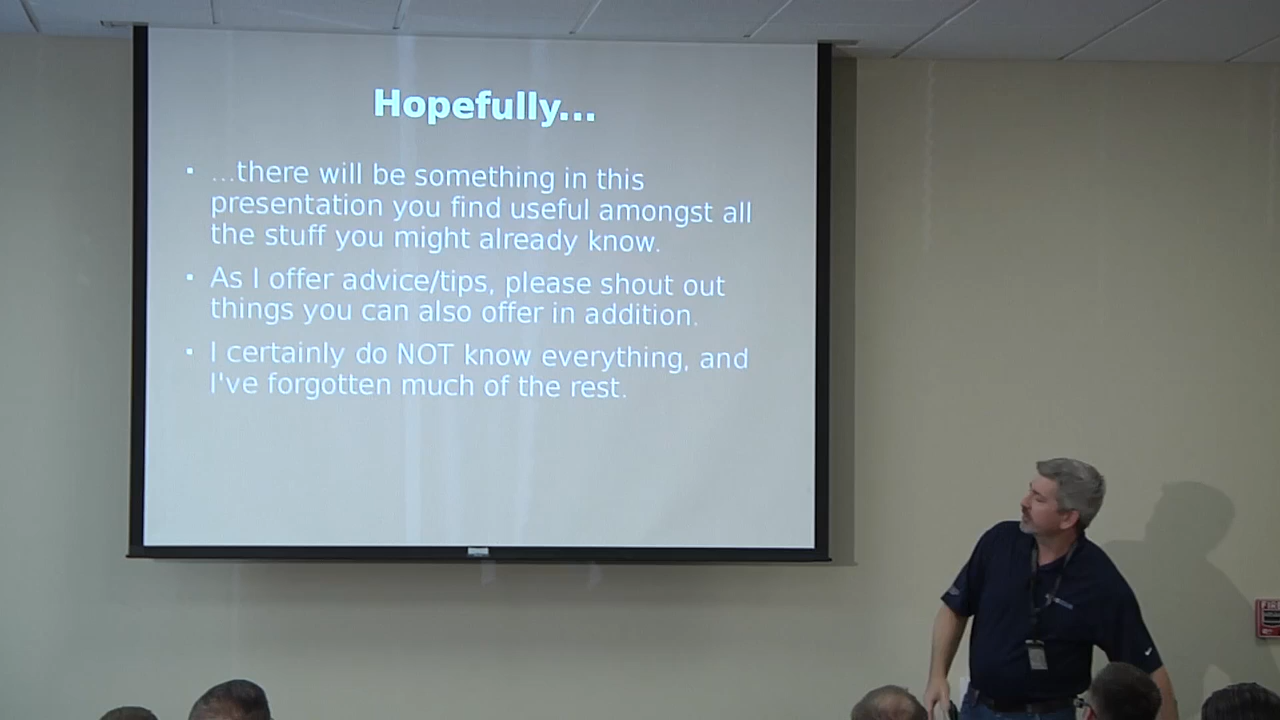 Hopefully...
...there will be something in this
presentation you find useful amongst all
the stuff you might already know.
As I offer advice/tips, please shout out
things you can also offer in addition.
I certainly do NOT know everything, and
I've forgotten much of the rest.